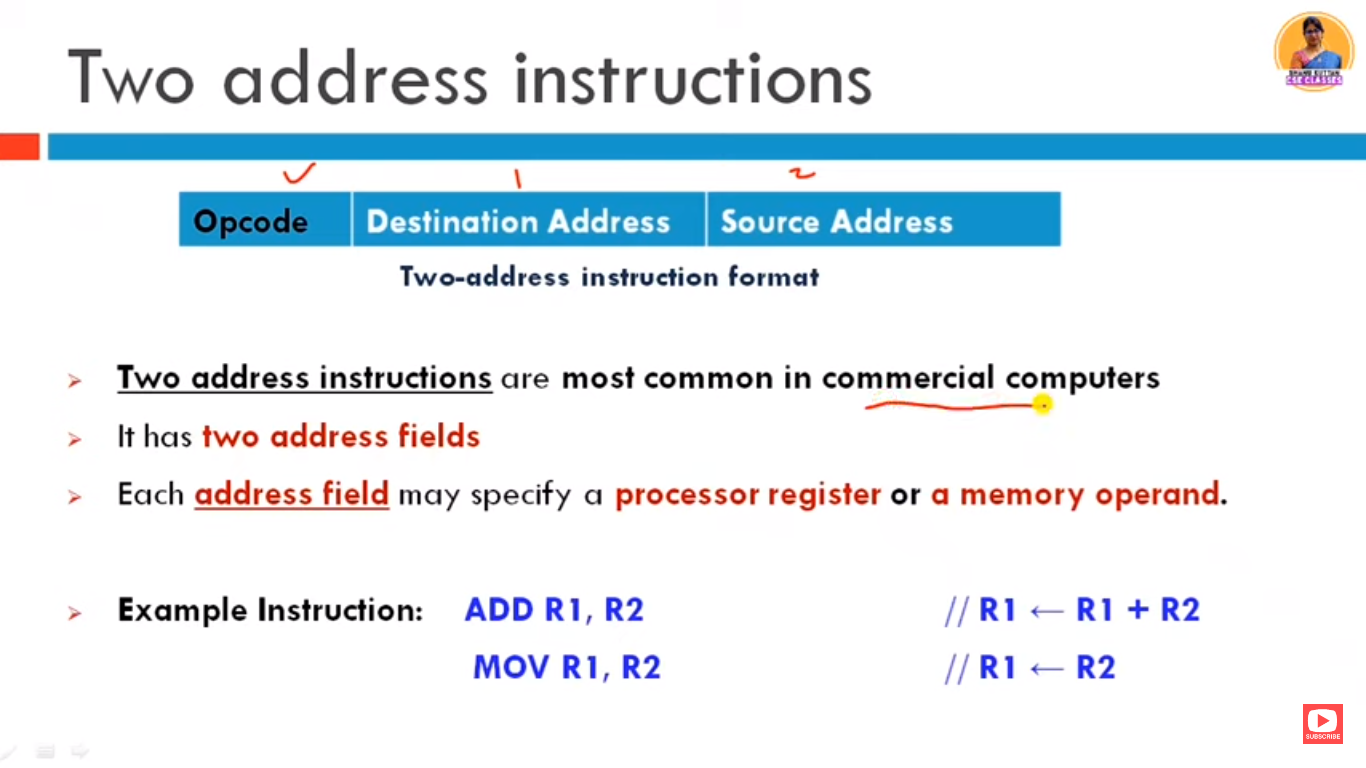 Two address instructions
CSE CLASSES
1 2
Opcode Destination Address Source Address
Two-address instruction format
➢ Two address instructions are most common in commercial computers
➢ It has two address fields
➢ Each address field may specify a processor register or a memory operand.
➢ Example Instruction: ADD R1, R2 // R1 ← R1 + R2
MOV R1, R2 // R1 ← R2
SUBSCRIBE